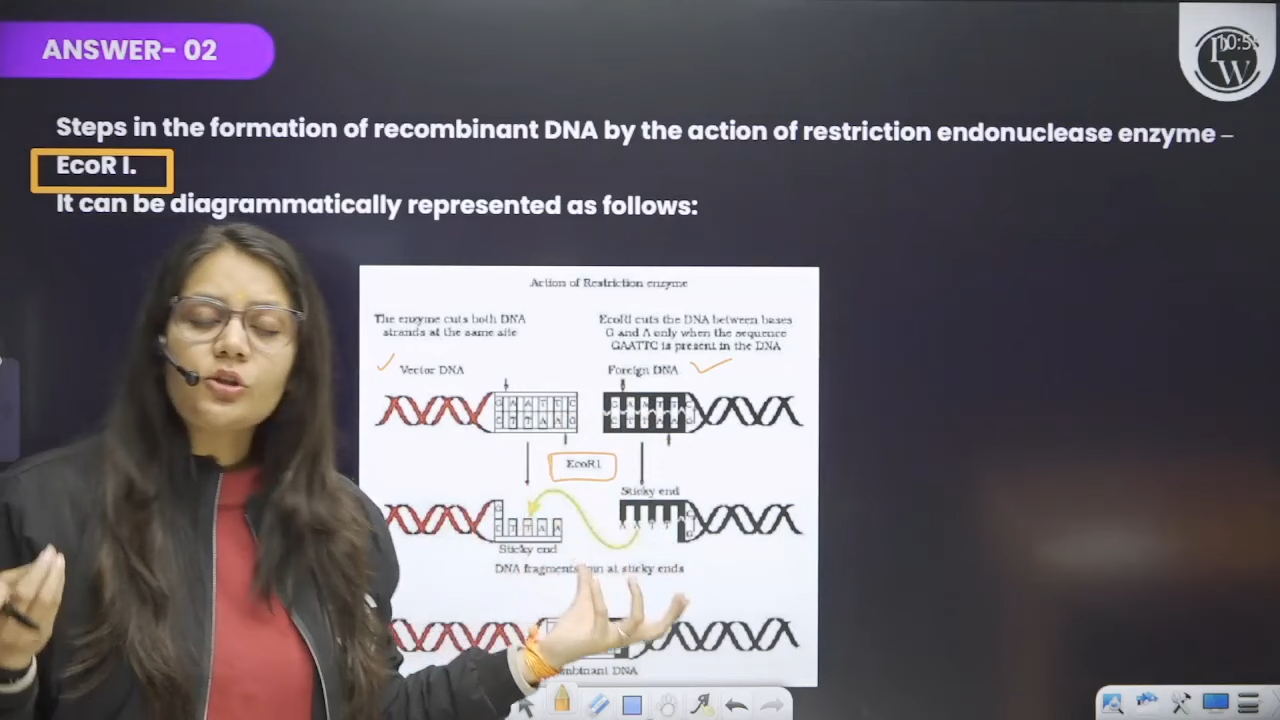 ANSWER- 02
Steps in the formation of recombinant DNA by the action of restriction endonuclease enzyme –
EcoR I.
It can be diagrammatically represented as follows:
Action of Restriction enzyme
The enzyme cuts both DNA
strands at the same site
EcoRI cuts the DNA between bases
G and A only when the sequence
GAATTC is present in the DNA
Vector DNA
Foreign DNA
G A A T T C
C T T A A G
EcoRI
Sticky end
G
C T T A A
Sticky end
DNA fragments join at sticky ends
DNA